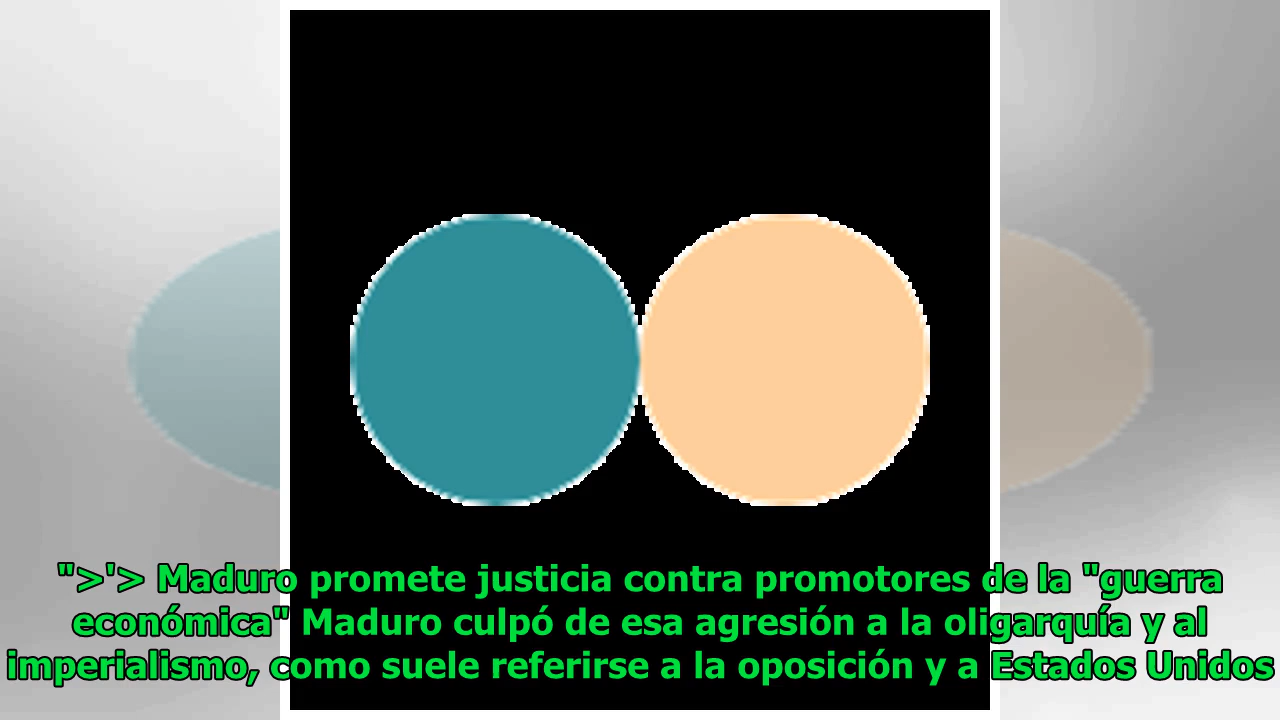 ">'> Maduro promete justicia contra promotores de la "guerra
económica" Maduro culpó de esa agresión a la oligarquía y al
imperialismo, como suele referirse a la oposición y a Estados Unidos